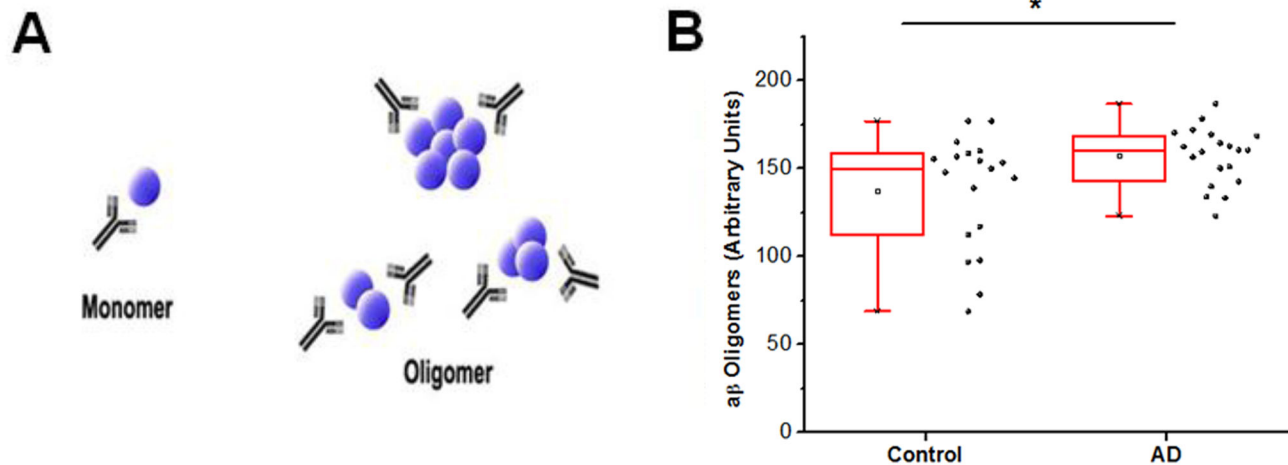 A
Monomer
Oligomer
B
*
aβ Oligomers (Arbitrary Units)
200
150
100
50
0
Control
AD